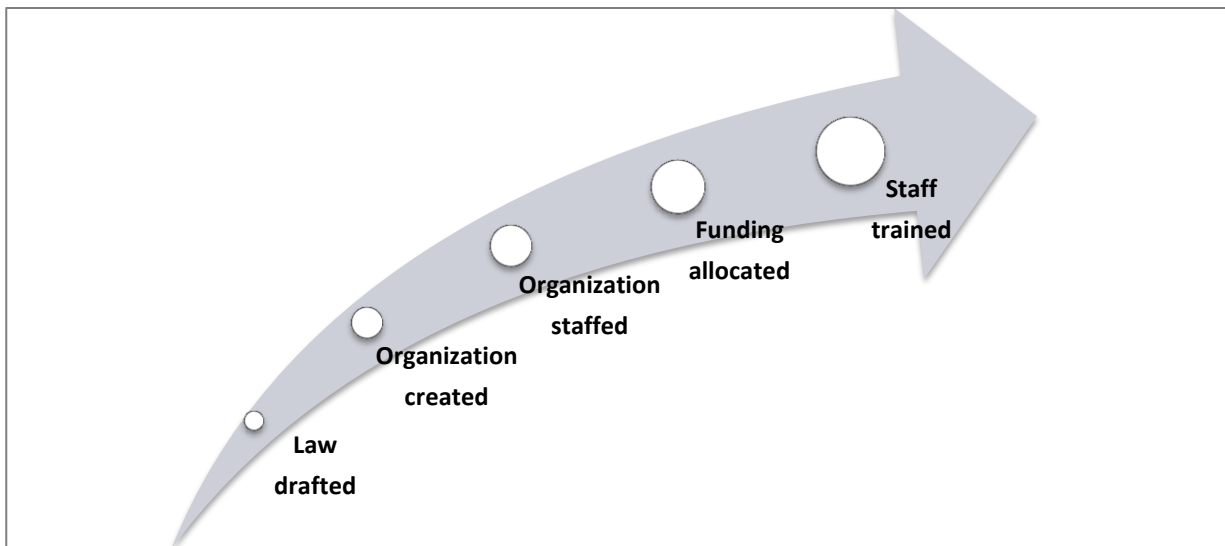 Staff
trained
Funding
allocated
Organization
staffed
Organization
created
Law
drafted